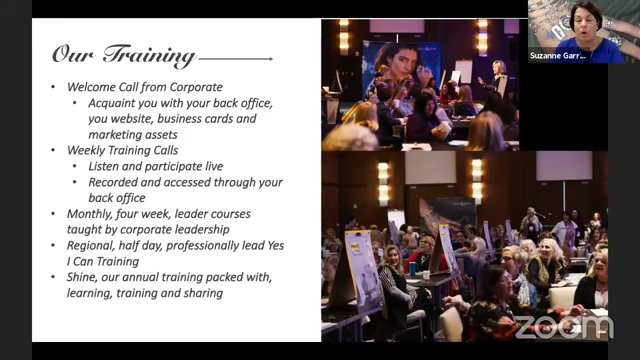 Our Training
• Welcome Call from Corporate
• Acquaint you with your back office,
you website, business cards and
marketing assets
• Weekly Training Calls
• Listen and participate live
• Recorded and accessed through your
back office
• Monthly, four week, leader courses
taught by corporate leadership
• Regional, half day, professionally lead Yes
I Can Training
• Shine, our annual training packed with,
learning, training and sharing
Suzanne Garr...
zoom